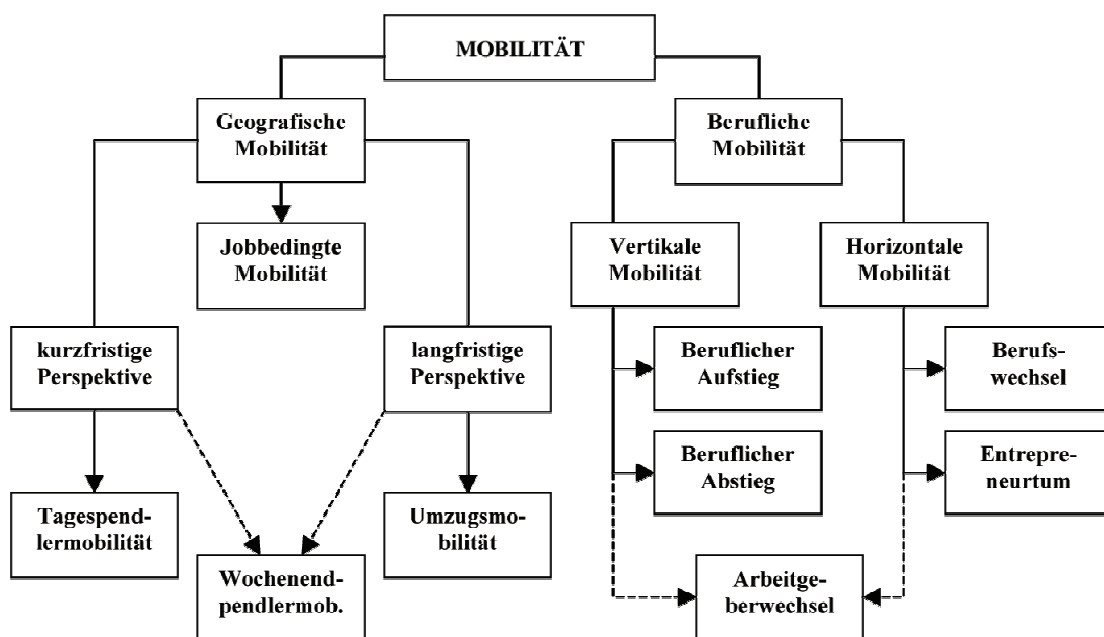 MOBILITÄT
Geografische
Mobilität
Berufliche
Mobilität
Jobbedingte
Mobilität
Vertikale
Mobilität
Horizontale
Mobilität
kurzfristige
Perspektive
langfristige
Perspektive
Beruflicher
Aufstieg
Berufs-
wechsel
Beruflicher
Abstieg
Entrepre-
neurtum
Tagespend-
lermobilität
Umzugsmo-
bilität
Wochenend-
pendlermob.
Arbeitge-
berwechsel